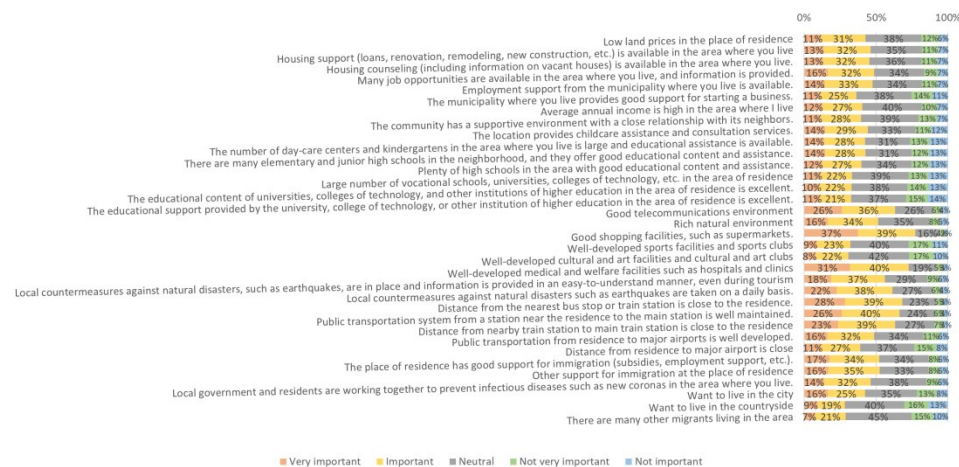 0% 50% 100%
Low land prices in the place of residence 11% 31% 38% 12% 6%
Housing support (loans, renovation, remodeling, new construction, etc.) is available in the area where you live 13% 32% 35% 11% 7%
Housing counseling (including information on vacant houses) is available in the area where you live. 13% 32% 36% 11% 7%
Many job opportunities are available in the area where you live, and information is provided. 16% 32% 34% 9% 7%
Employment support from the municipality where you live is available. 14% 33% 34% 11% 7%
The municipality where you live provides good support for starting a business. 11% 25% 38% 14% 11%
Average annual income is high in the area where I live 12% 27% 40% 10% 7%
The community has a supportive environment with a close relationship with its neighbors. 11% 28% 39% 13% 7%
The location provides childcare assistance and consultation services. 14% 29% 33% 11% 12%
The number of day-care centers and kindergartens in the area where you live is large and educational assistance is available. 14% 28% 31% 13% 13%
There are many elementary and junior high schools in the neighborhood, and they offer good educational content and assistance. 14% 28% 31% 12% 13%
Plenty of high schools in the area with good educational content and assistance. 12% 27% 34% 12% 13%
Large number of vocational schools, universities, colleges of technology, etc. in the area of residence 11% 22% 39% 13% 13%
The educational content of universities, colleges of technology, and other institutions of higher education in the area of residence is excellent. 10% 22% 38% 14% 13%
The educational support provided by the university, college of technology, or other institution of higher education in the area of residence is excellent. 11% 21% 37% 15% 14%
Good telecommunications environment 26% 36% 26% 6%
Rich natural environment 16% 34% 35% 8%
Good shopping facilities, such as supermarkets. 37% 39% 16%
Well-developed sports facilities and sports clubs 9% 23% 40% 17% 11%
Well-developed cultural and art facilities and cultural and art clubs 8% 22% 42% 17% 10%
Well-developed medical and welfare facilities such as hospitals and clinics 31% 40% 19% 5%
Local countermeasures against natural disasters, such as earthquakes, are in place and information is provided in an easy-to-understand manner, even during tourism 18% 37% 29% 9% 6%
Local countermeasures against natural disasters such as earthquakes are taken on a daily basis. 22% 38% 27% 6%
Distance from the nearest bus stop or train station is close to the residence. 28% 39% 23% 5%
Public transportation system from a station near the residence to the main station is well maintained. 26% 40% 24% 6%
Distance from nearby train station to main train station is close to the residence 23% 39% 27% 7%
Public transportation from residence to major airports is well developed. 16% 32% 34% 11% 6%
Distance from residence to major airport is close 11% 27% 37% 15% 8%
The place of residence has good support for immigration (subsidies, employment support, etc.). 17% 34% 34% 8% 6%
Other support for immigration at the place of residence 16% 35% 33% 8% 6%
Local government and residents are working together to prevent infectious diseases such as new coronas in the area where you live. 14% 32% 38% 9% 6%
Want to live in the city 16% 25% 35% 13% 8%
Want to live in the countryside 9% 19% 40% 16% 13%
There are many other migrants living in the area 7% 21% 45% 15% 10%
Very important Important Neutral Not very important Not important